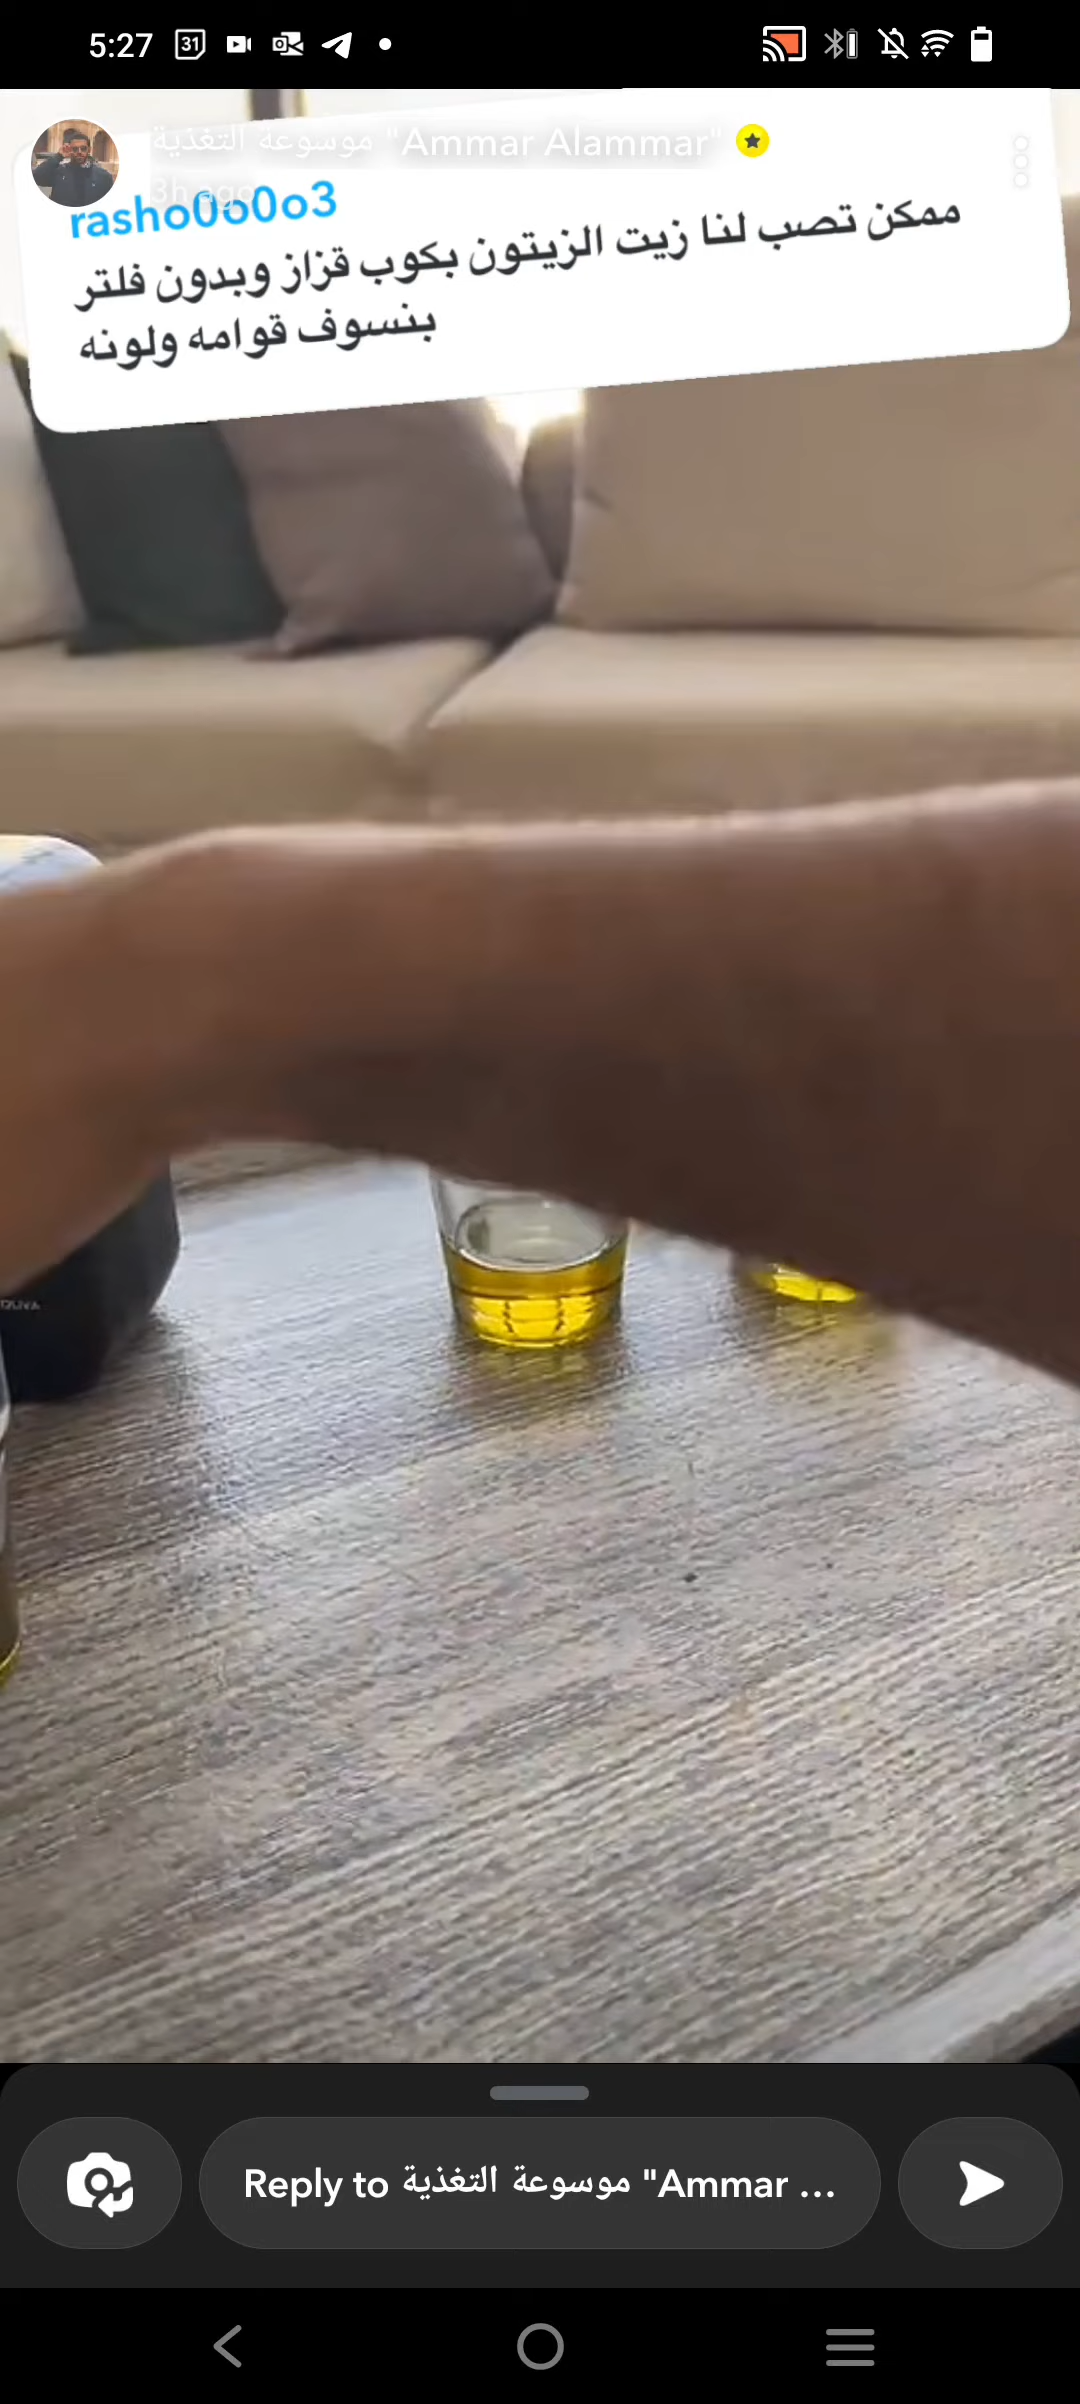 5:27
31
موسوعة التغذية "Ammar Alammar"
3h ago
rasho0o0o3
ممكن تصب لنا زيت الزيتون بكوب قزاز وبدون فلتر
بنسوف قوامه ولونه
Reply to موسوعة التغذية "Ammar ...